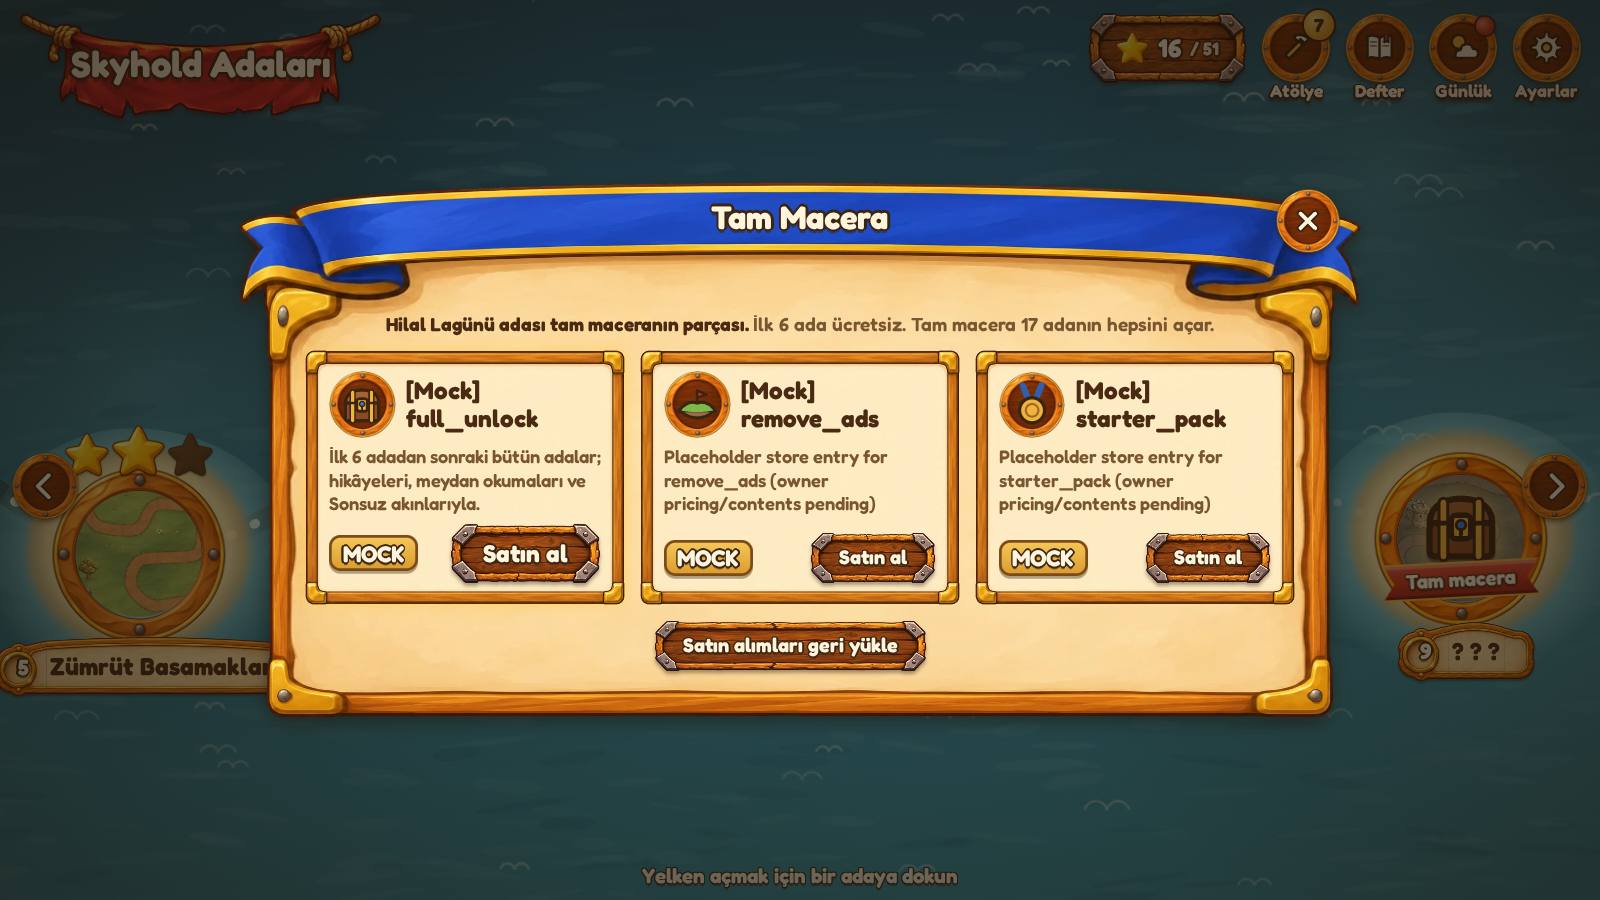 Skyhold Adaları
16 / 51
7
Atölye
Defter
Günlük
Ayarlar
Tam Macera
Hilal Lagünü adası tam maceranın parçası. İlk 6 ada ücretsiz. Tam macera 17 adanın hepsini açar.
[Mock]
full_unlock
İlk 6 adadan sonraki bütün adalar;
hikâyeleri, meydan okumaları ve
Sonsuz akınlarıyla.
MOCK
Satın al
[Mock]
remove_ads
Placeholder store entry for
remove_ads (owner
pricing/contents pending)
MOCK
Satın al
[Mock]
starter_pack
Placeholder store entry for
starter_pack (owner
pricing/contents pending)
MOCK
Satın al
Satın alımları geri yükle
5 Zümrüt Basamaklar
Tam macera
9 ? ? ?
Yelken açmak için bir adaya dokun